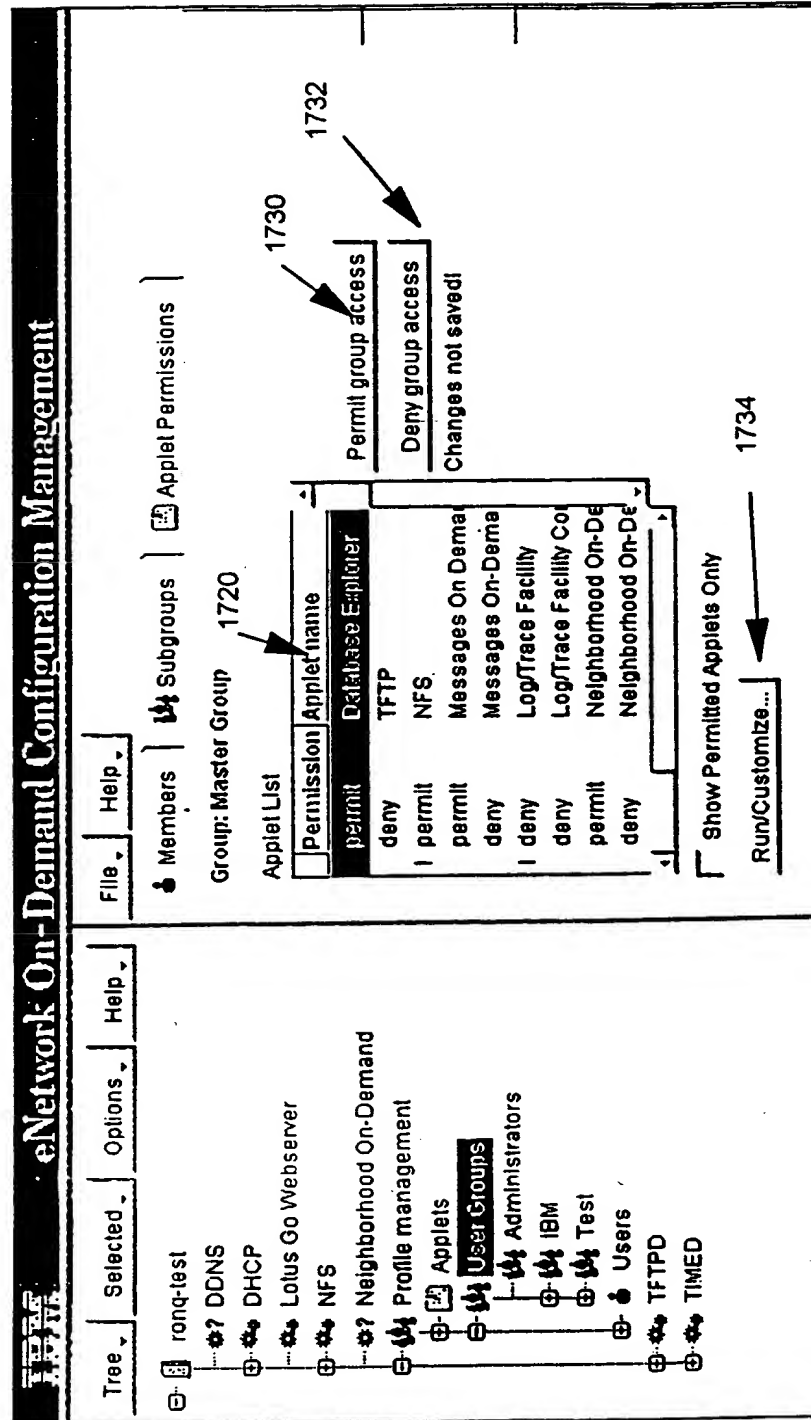 IBM eNetwork On-Demand Configuration Management
Tree Selected Options Help
ronq-test
? DDNS
DHCP
Lotus Go Webserver
NFS
? Neighborhood On-Demand
Profile management
Applets
User Groups
Administrators
IBM
Test
Users
TFTPD
TIMED
File Help
Members Subgroups Applet Permissions
Group: Master Group
1720
Applet List
Permission Applet name
permit Database Explorer
deny TFTP
! permit NFS
permit Messages On Deman
deny Messages On-Dema
! deny Log/Trace Facility
deny Log/Trace Facility Co
permit Neighborhood On-De
deny Neighborhood On-De
1730
1732
Permit group access
Deny group access
Changes not saved!
Show Permitted Applets Only
Run/Customize...
1734